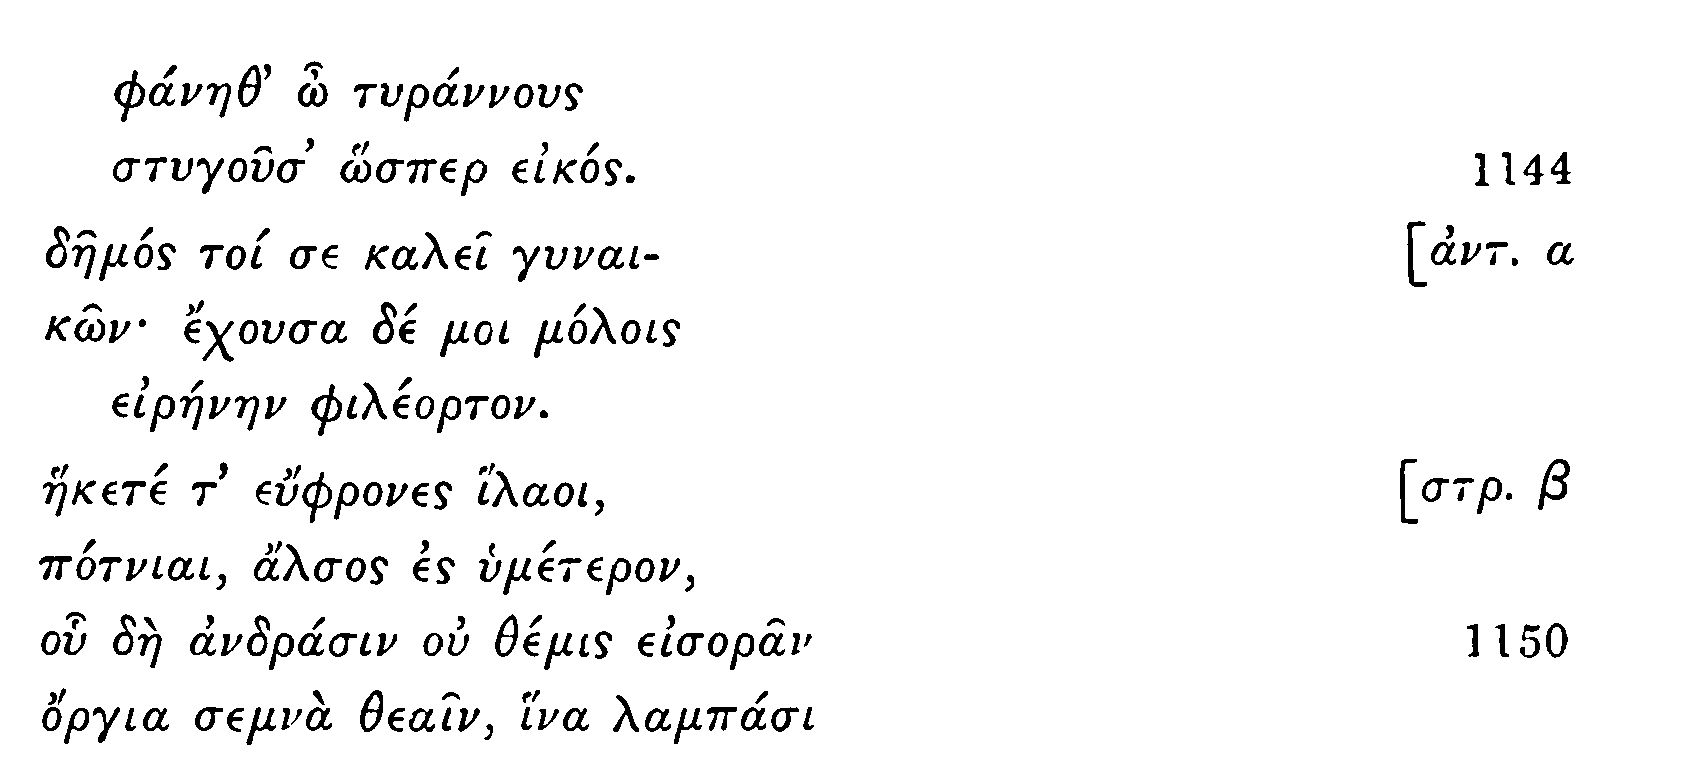 φάνηθ’ ὦ τυράννους
στυγοῦσ’ ὥσπερ εἰκός. 1144
δῆμός τοί σε καλεῖ γυναι- [ἀντ. α
κῶν· ἔχουσα δέ μοι μόλοις
εἰρήνην φιλέορτον.
ἥκετέ τ’ εὔφρονες ἵλαοι, [στρ. β
πότνιαι, ἄλσος ἐς ὑμέτερον,
οὗ δὴ ἀνδράσιν οὐ θέμις εἰσορᾶν 1150
ὄργια σεμνὰ θεαῖν, ἵνα λαμπάσι